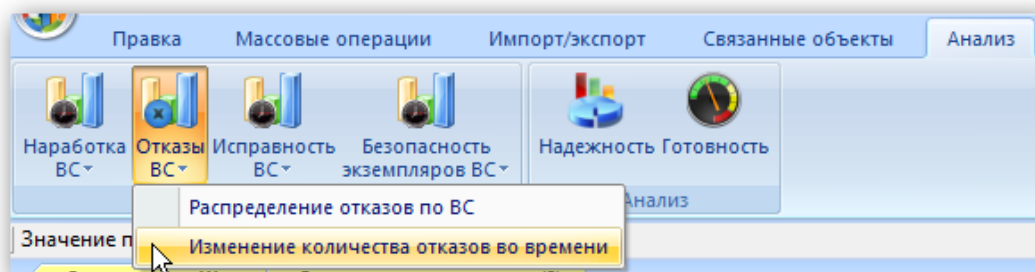 Правка Массовые операции Импорт/экспорт Связанные объекты Анализ
Наработка ВС
Отказы ВС
Исправность ВС
Безопасность экземпляров ВС
Надежность
Готовность
Анализ
Распределение отказов по ВС
Значение
Изменение количества отказов во времени